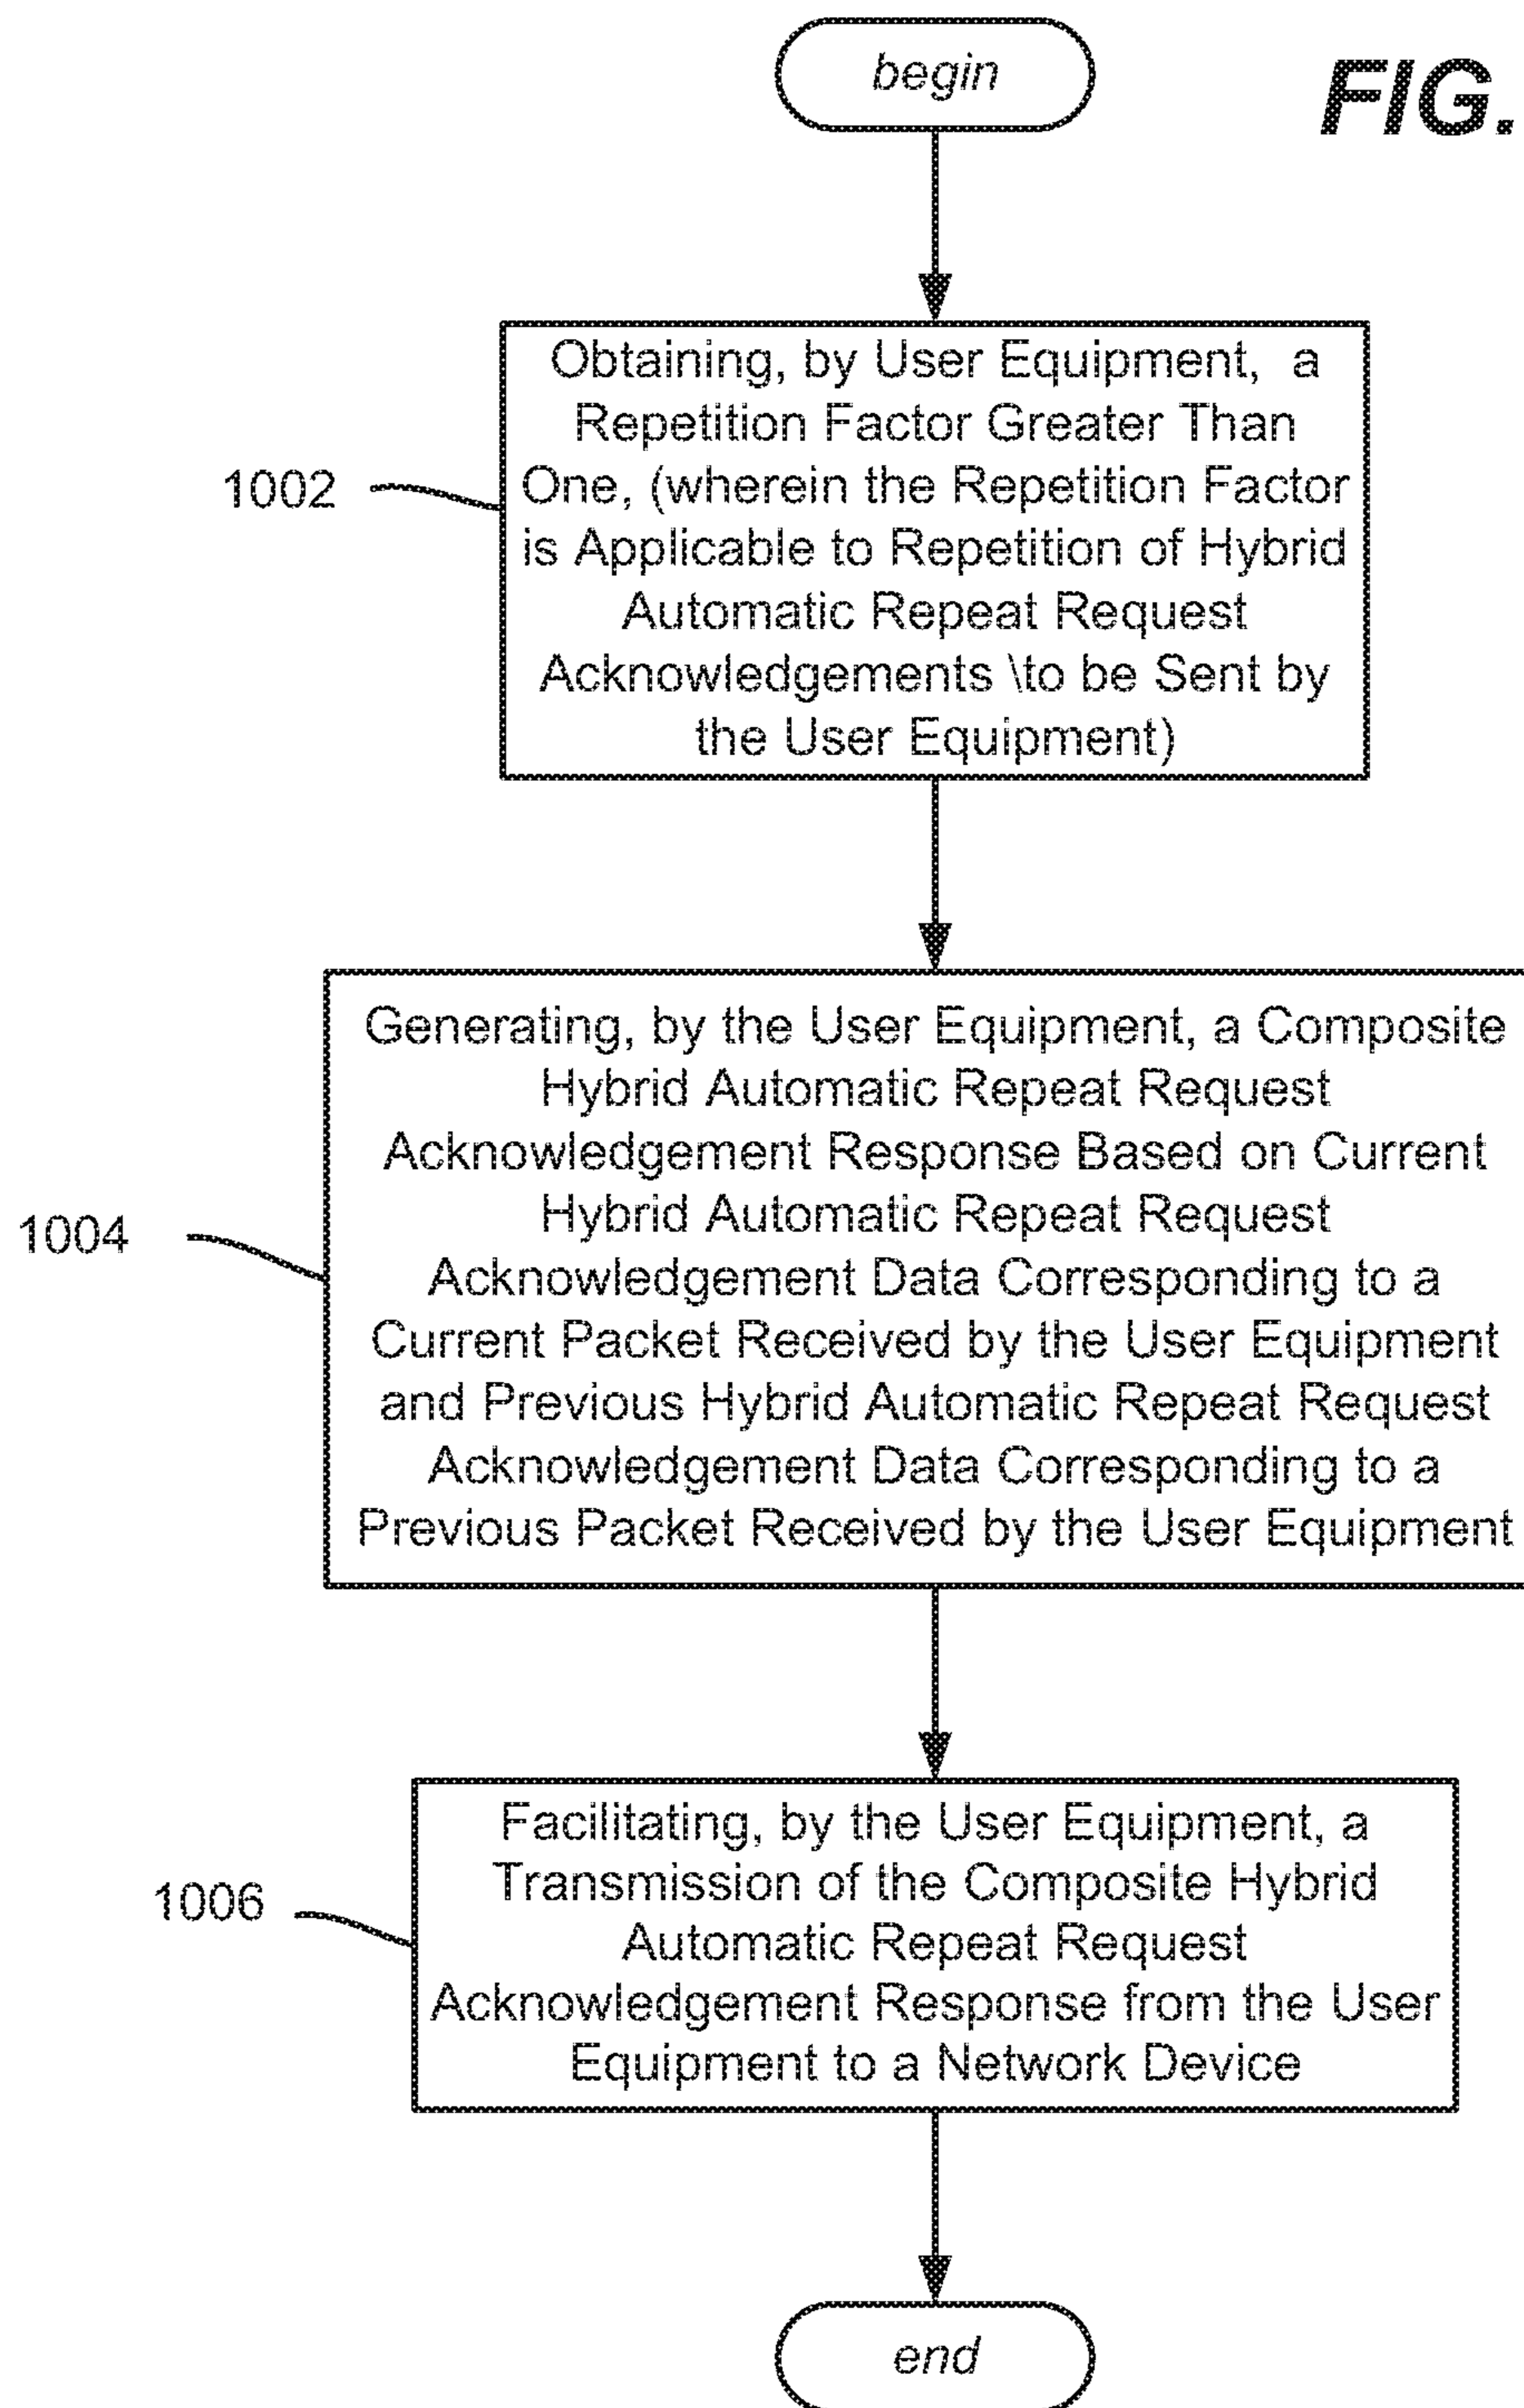 begin
FIG.
Obtaining, by User Equipment, a
Repetition Factor Greater Than
One, (wherein the Repetition Factor
is Applicable to Repetition of Hybrid
Automatic Repeat Request
Acknowledgements \to be Sent by
the User Equipment)
1002
Generating, by the User Equipment, a Composite
Hybrid Automatic Repeat Request
Acknowledgement Response Based on Current
Hybrid Automatic Repeat Request
Acknowledgement Data Corresponding to a
Current Packet Received by the User Equipment
and Previous Hybrid Automatic Repeat Request
Acknowledgement Data Corresponding to a
Previous Packet Received by the User Equipment
1004
Facilitating, by the User Equipment, a
Transmission of the Composite Hybrid
Automatic Repeat Request
Acknowledgement Response from the User
Equipment to a Network Device
1006
end